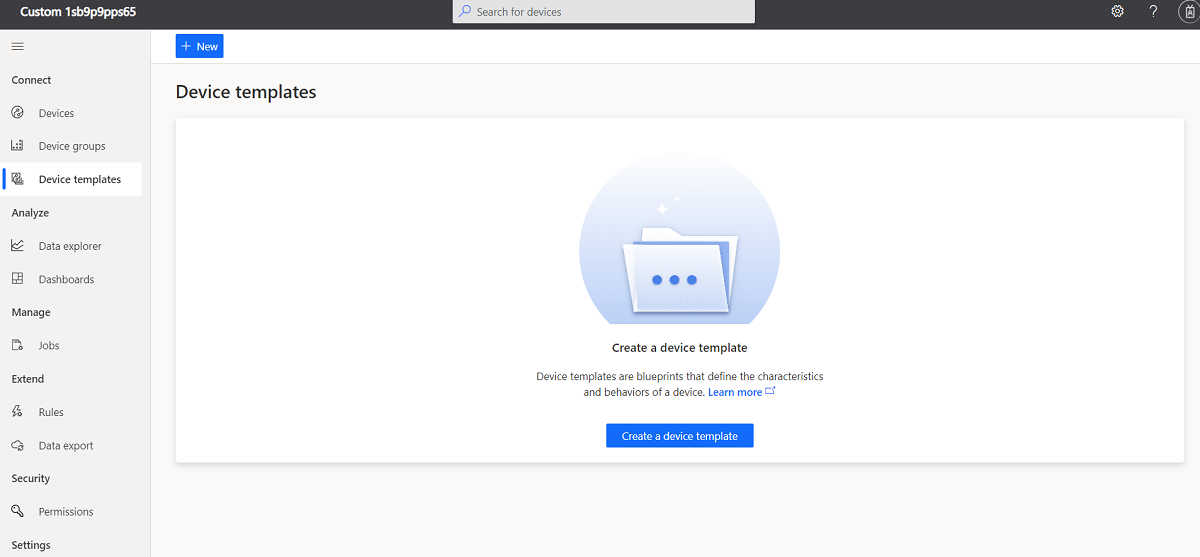 Custom 1sb9p9pps65
Search for devices
?
+ New
Connect
Devices
Device groups
Device templates
Analyze
Data explorer
Dashboards
Manage
Jobs
Extend
Rules
Data export
Security
Permissions
Settings
Device templates
Create a device template
Device templates are blueprints that define the characteristics
and behaviors of a device. Learn more
Create a device template